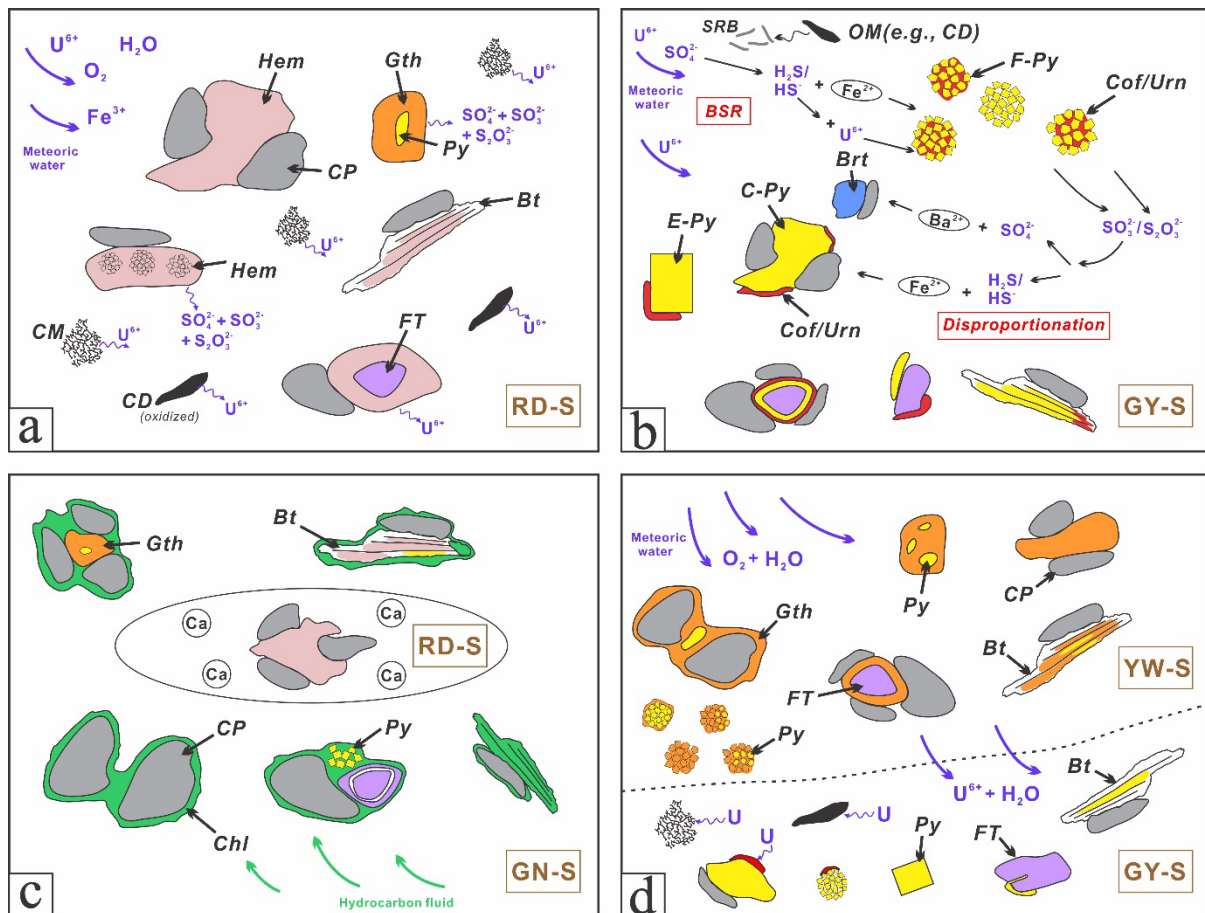 U⁶⁺
H₂O
O₂
Fe³⁺
Meteoric
water
Hem
Gth
U⁶⁺
SO₄²⁻ + SO₃²⁻
+ S₂O₃²⁻
Py
CP
Bt
U⁶⁺
Hem
SO₄²⁻ + SO₃²⁻
+ S₂O₃²⁻
CM
U⁶⁺
FT
U⁶⁺
CD
(oxidized)
U⁶⁺
U⁶⁺
RD-S
a
U⁶⁺
SO₄²⁻
SRB
OM(e.g., CD)
Meteoric
water
H₂S/
HS⁻
+
Fe²⁺
F-Py
Cof/Urn
BSR
+
U⁶⁺
U⁶⁺
Brt
C-Py
Ba²⁺
+
SO₄²⁻
SO₃²⁻/S₂O₃²⁻
E-Py
Fe²⁺
+
H₂S/
HS⁻
Cof/Urn
Disproportionation
GY-S
b
Gth
Bt
Ca
Ca
RD-S
Ca
Ca
CP
Py
Chl
Hydrocarbon fluid
GN-S
c
Meteoric
water
O₂ + H₂O
Py
CP
Gth
Bt
YW-S
FT
Py
U⁶⁺ + H₂O
Bt
U
U
U
Py
FT
GY-S
d